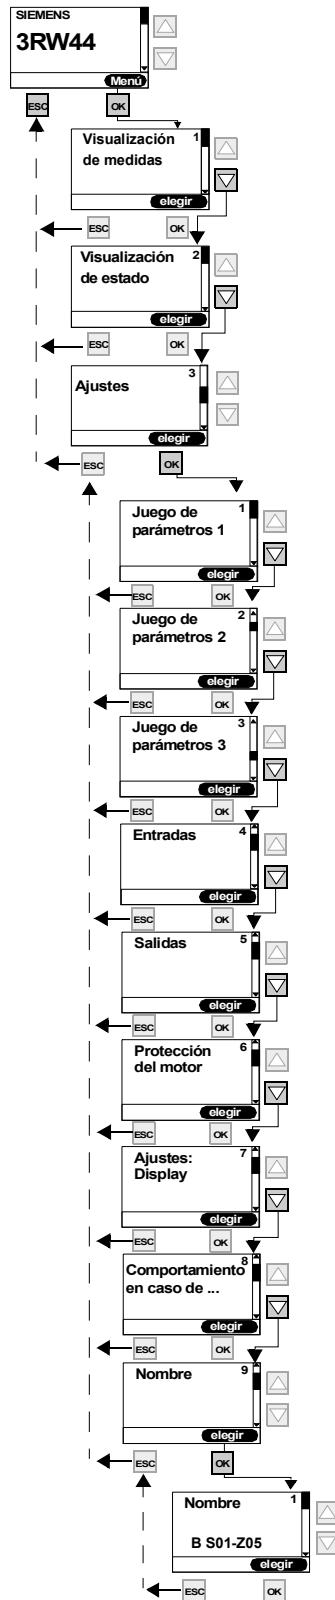 SIEMENS
3RW44
Menú
ESC OK
Visualización 1
de medidas
elegir
ESC OK
Visualización 2
de estado
elegir
ESC OK
Ajustes 3
elegir
ESC OK
Juego de 1
parámetros 1
elegir
ESC OK
Juego de 2
parámetros 2
elegir
ESC OK
Juego de 3
parámetros 3
elegir
ESC OK
Entradas 4
elegir
ESC OK
Salidas 5
elegir
ESC OK
Protección 6
del motor
elegir
ESC OK
Ajustes: 7
Display
elegir
ESC OK
Comportamiento 8
en caso de ...
elegir
ESC OK
Nombre 9
elegir
ESC OK
Nombre 1
B S01-Z05
elegir
ESC OK